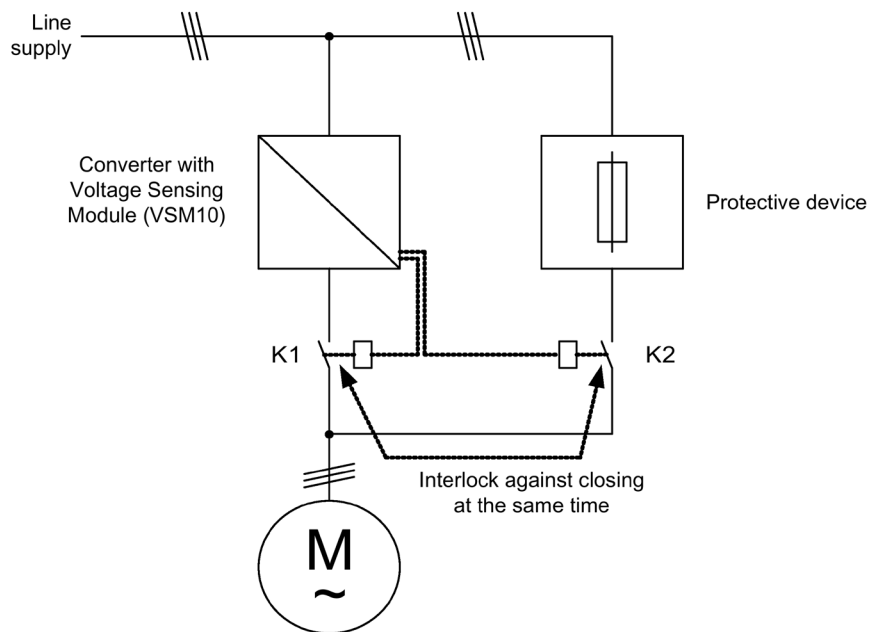 Line
supply
Converter with
Voltage Sensing
Module (VSM10)
Protective device
K1
K2
Interlock against closing
at the same time
M
~